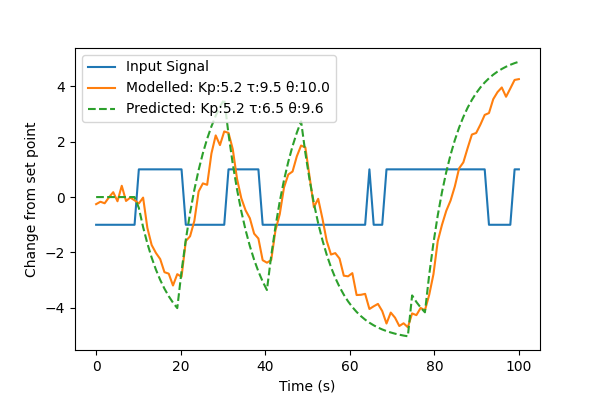 Input Signal
Modelled: Kp:5.2 τ:9.5 θ:10.0
Predicted: Kp:5.2 τ:6.5 θ:9.6
Change from set point
4
2
0
−2
−4
0 20 40 60 80 100
Time (s)